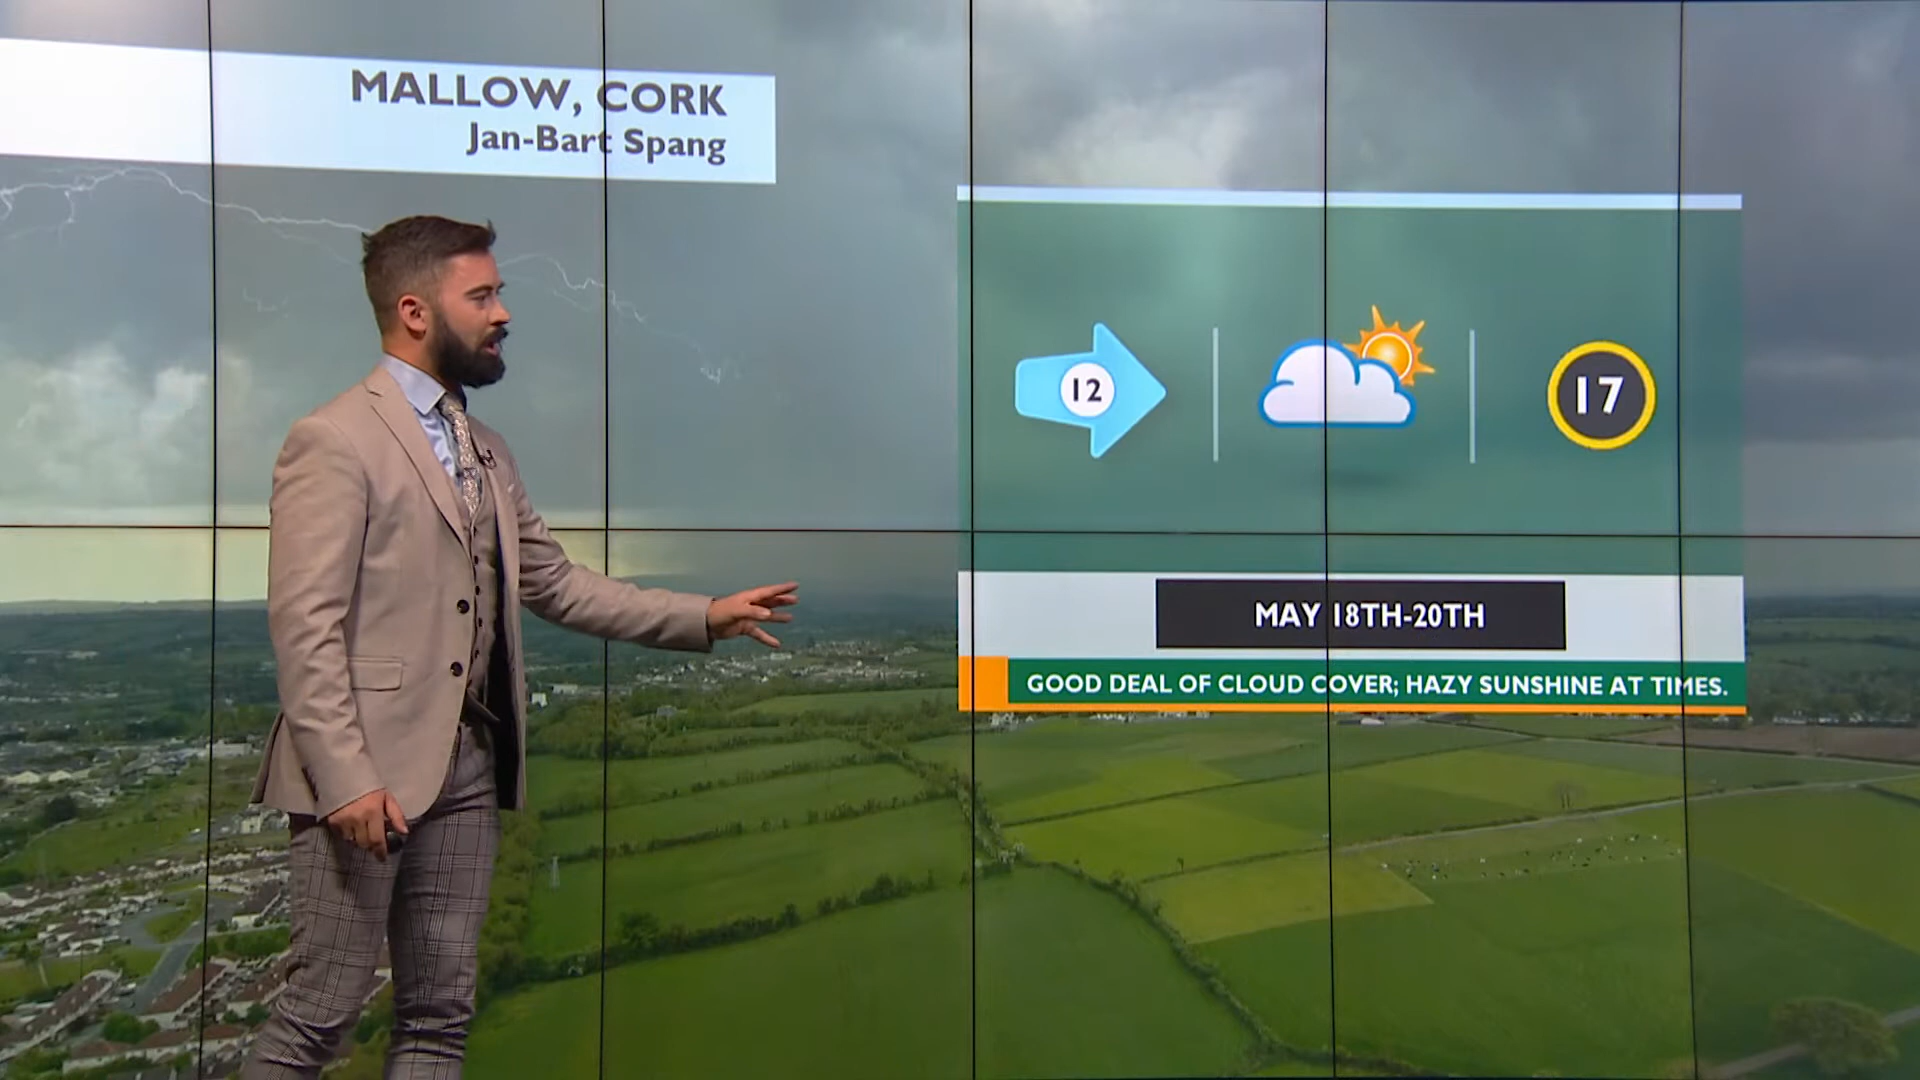 MALLOW, CORK
Jan-Bart Spang
12
17
MAY 18TH-20TH
GOOD DEAL OF CLOUD COVER; HAZY SUNSHINE AT TIMES.